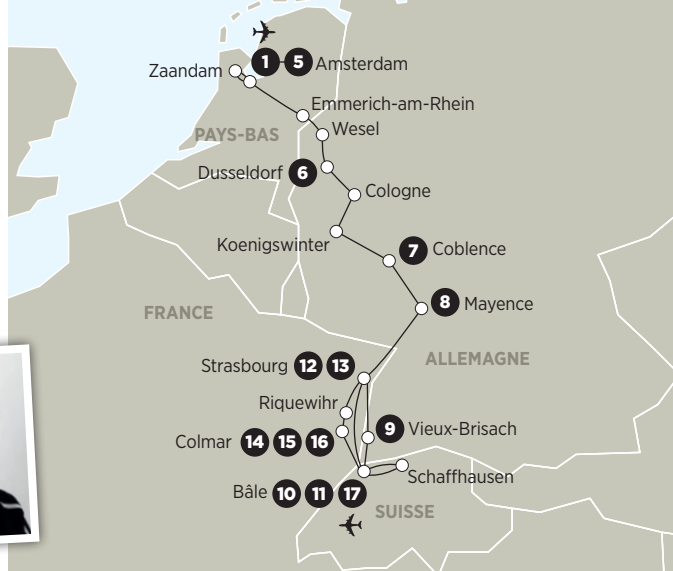 1 5 Amsterdam
Zaandam
Emmerich-am-Rhein
Wesel
PAYS-BAS
Dusseldorf 6
Cologne
Koenigswinter
7 Coblence
8 Mayence
FRANCE
ALLEMAGNE
Strasbourg 12 13
Riquewihr
9 Vieux-Brisach
Colmar 14 15 16
Schaffhausen
Bâle 10 11 17
SUISSE